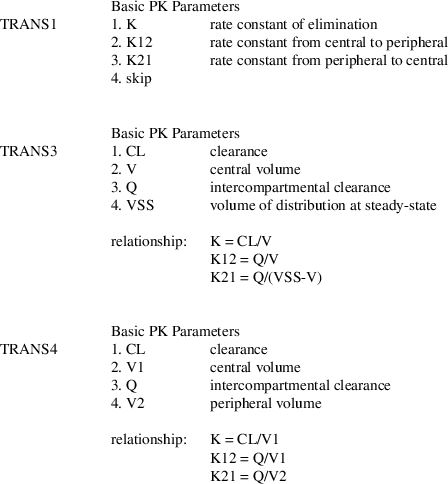 Basic PK Parameters
TRANS1 1. K rate constant of elimination
2. K12 rate constant from central to peripheral
3. K21 rate constant from peripheral to central
4. skip
Basic PK Parameters
TRANS3 1. CL clearance
2. V central volume
3. Q intercompartmental clearance
4. VSS volume of distribution at steady-state
relationship: K = CL/V
K12 = Q/V
K21 = Q/(VSS-V)
Basic PK Parameters
TRANS4 1. CL clearance
2. V1 central volume
3. Q intercompartmental clearance
4. V2 peripheral volume
relationship: K = CL/V1
K12 = Q/V1
K21 = Q/V2